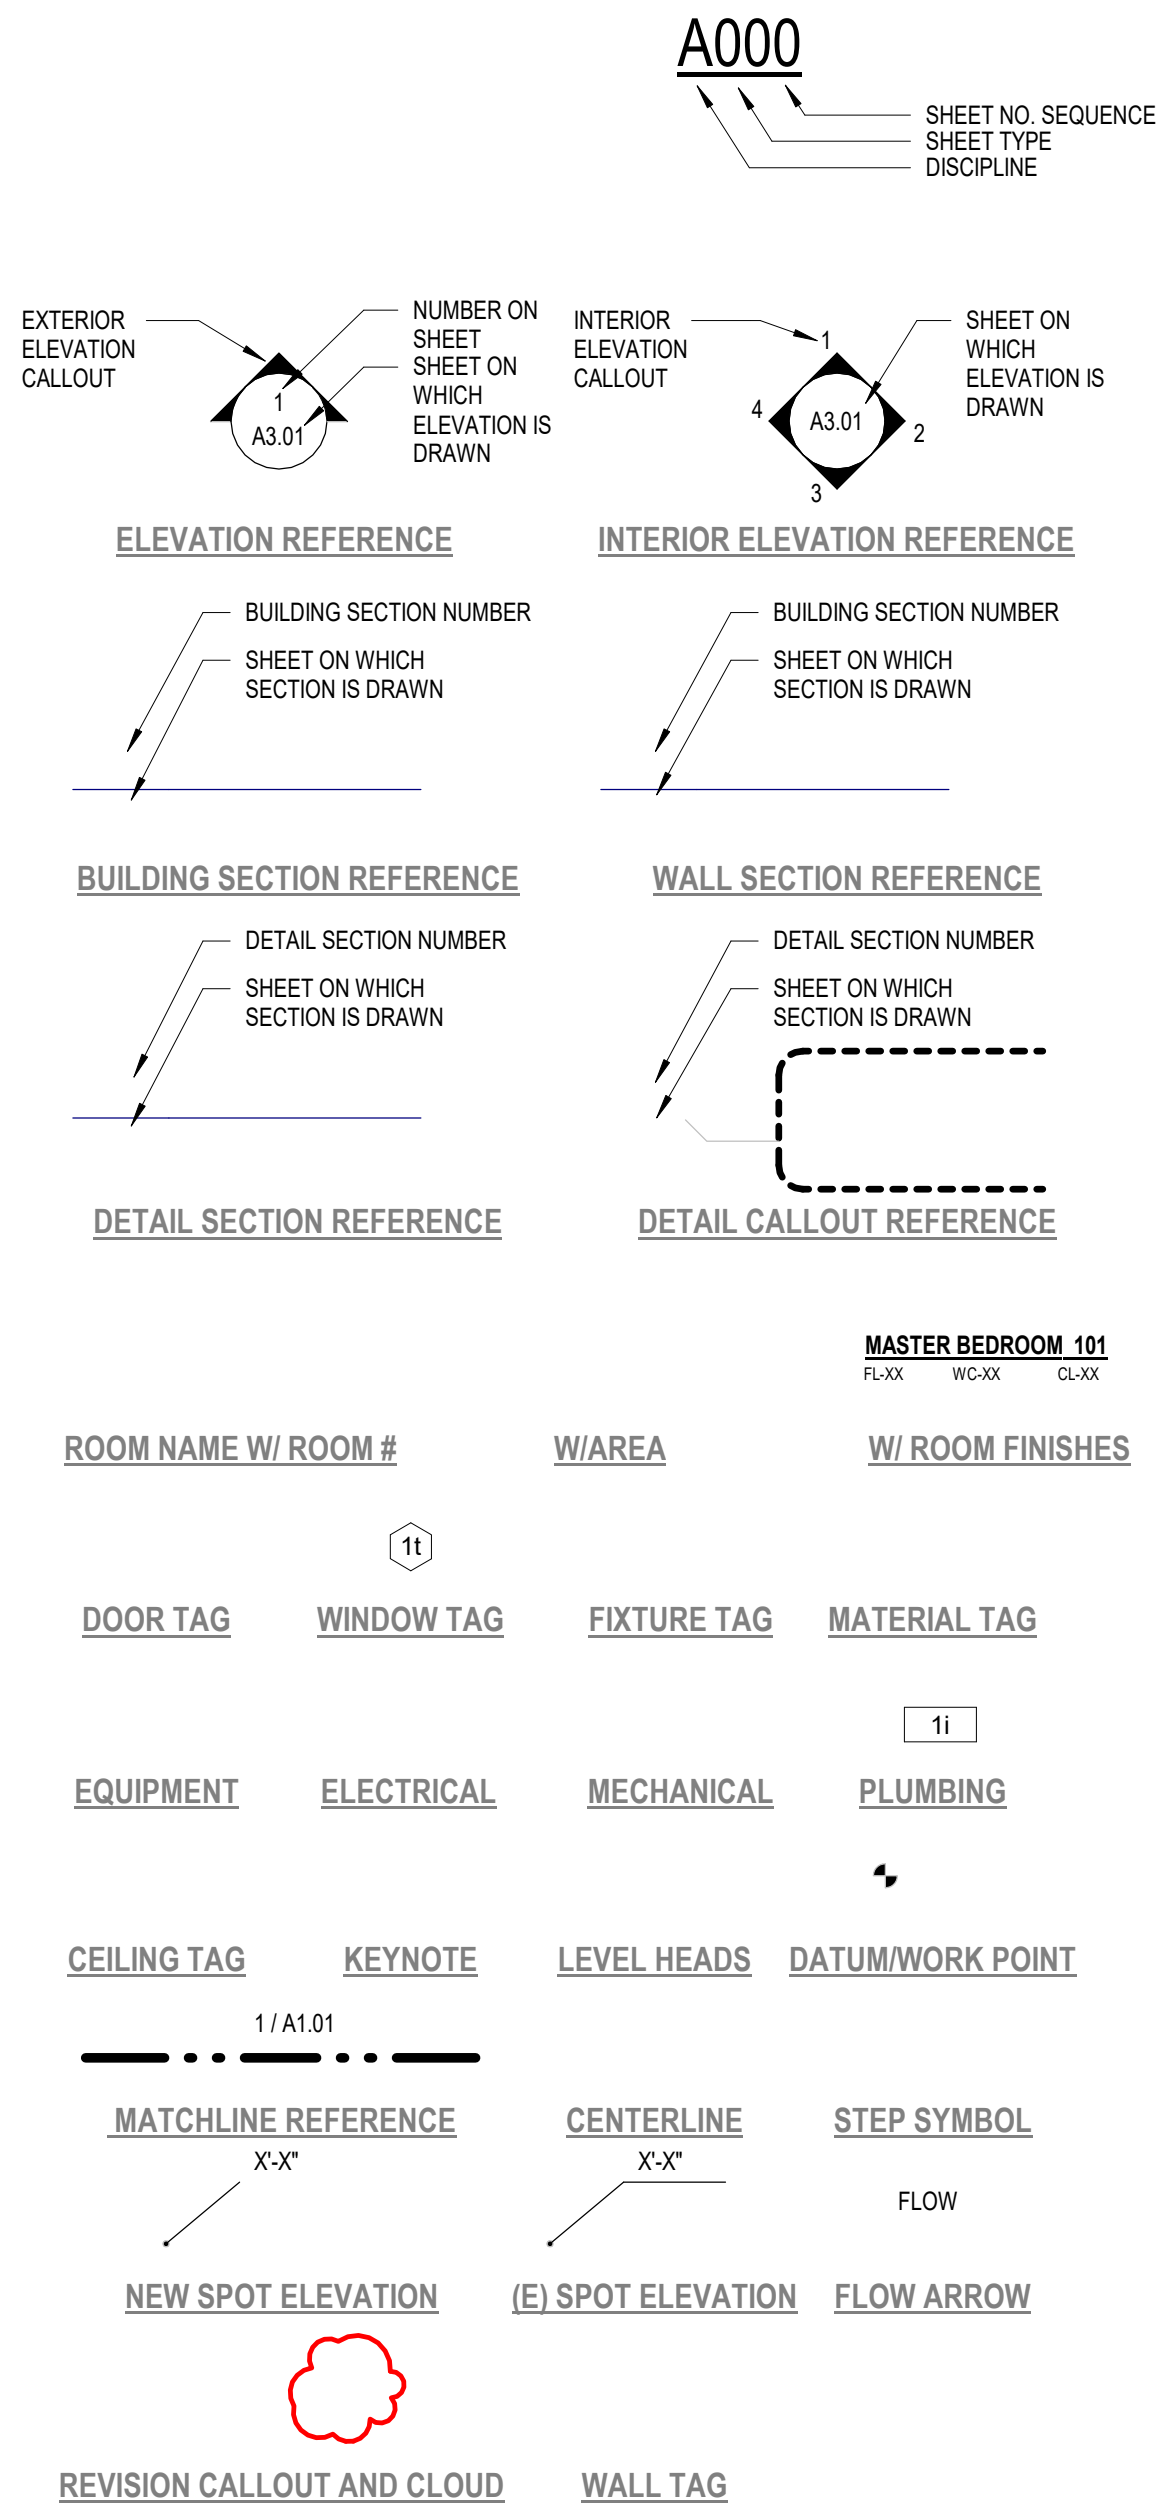 A000
SHEET NO. SEQUENCE
SHEET TYPE
DISCIPLINE
EXTERIOR
ELEVATION
CALLOUT
NUMBER ON
SHEET
SHEET ON
WHICH
ELEVATION IS
DRAWN
1
A3.01
INTERIOR
ELEVATION
CALLOUT
1
2
3
4
A3.01
SHEET ON
WHICH
ELEVATION IS
DRAWN
ELEVATION REFERENCE
INTERIOR ELEVATION REFERENCE
BUILDING SECTION NUMBER
SHEET ON WHICH
SECTION IS DRAWN
BUILDING SECTION NUMBER
SHEET ON WHICH
SECTION IS DRAWN
BUILDING SECTION REFERENCE
WALL SECTION REFERENCE
DETAIL SECTION NUMBER
SHEET ON WHICH
SECTION IS DRAWN
DETAIL SECTION NUMBER
SHEET ON WHICH
SECTION IS DRAWN
DETAIL SECTION REFERENCE
DETAIL CALLOUT REFERENCE
MASTER BEDROOM 101
FL-XX WC-XX CL-XX
ROOM NAME W/ ROOM #
W/AREA
W/ ROOM FINISHES
1t
DOOR TAG
WINDOW TAG
FIXTURE TAG
MATERIAL TAG
1i
EQUIPMENT
ELECTRICAL
MECHANICAL
PLUMBING
CEILING TAG
KEYNOTE
LEVEL HEADS
DATUM/WORK POINT
1 / A1.01
MATCHLINE REFERENCE
CENTERLINE
STEP SYMBOL
X'-X"
X'-X"
FLOW
NEW SPOT ELEVATION
(E) SPOT ELEVATION
FLOW ARROW
REVISION CALLOUT AND CLOUD
WALL TAG